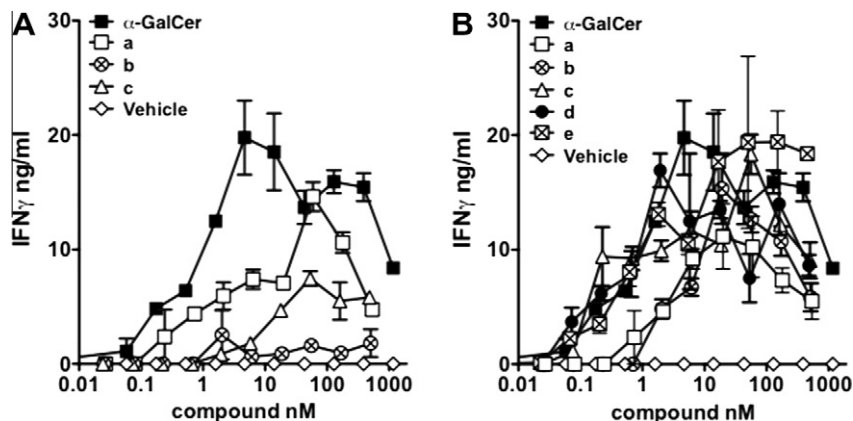 A
IFNγ ng/ml
30
20
10
0
α-GalCer
a
b
c
Vehicle
0.01 0.1 1 10 100 1000
compound nM
B
IFNγ ng/ml
30
20
10
0
α-GalCer
a
b
c
d
e
Vehicle
0.01 0.1 1 10 100 1000
compound nM